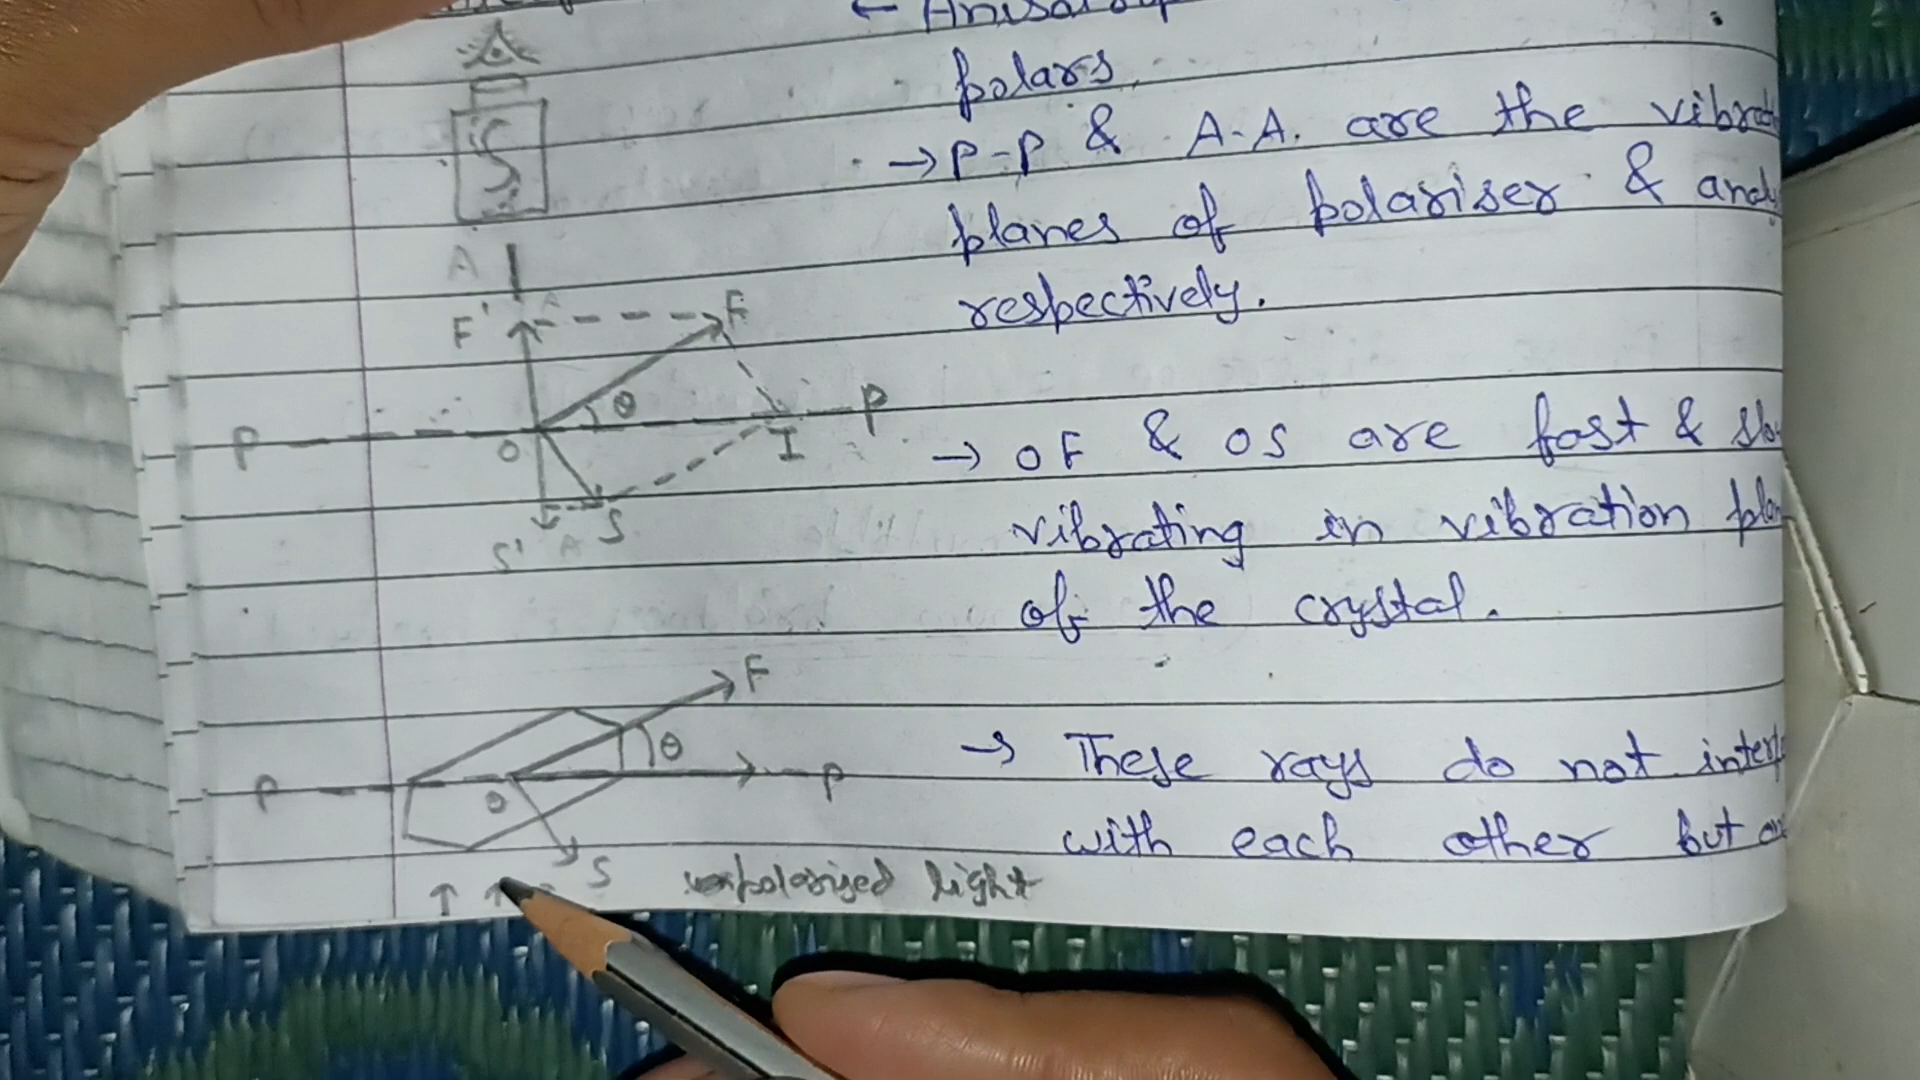 polars.
→ P-P & A-A. are the
planes of polariser &
respectively.
→ OF & OS are fast &
vibrating in vibration
of the crystal.
→ These rays do not
with each other but
S
A
F'
A
F
θ
P
P
O
I
S'
A
S
F
θ
P
O
P
S
unpolarised light